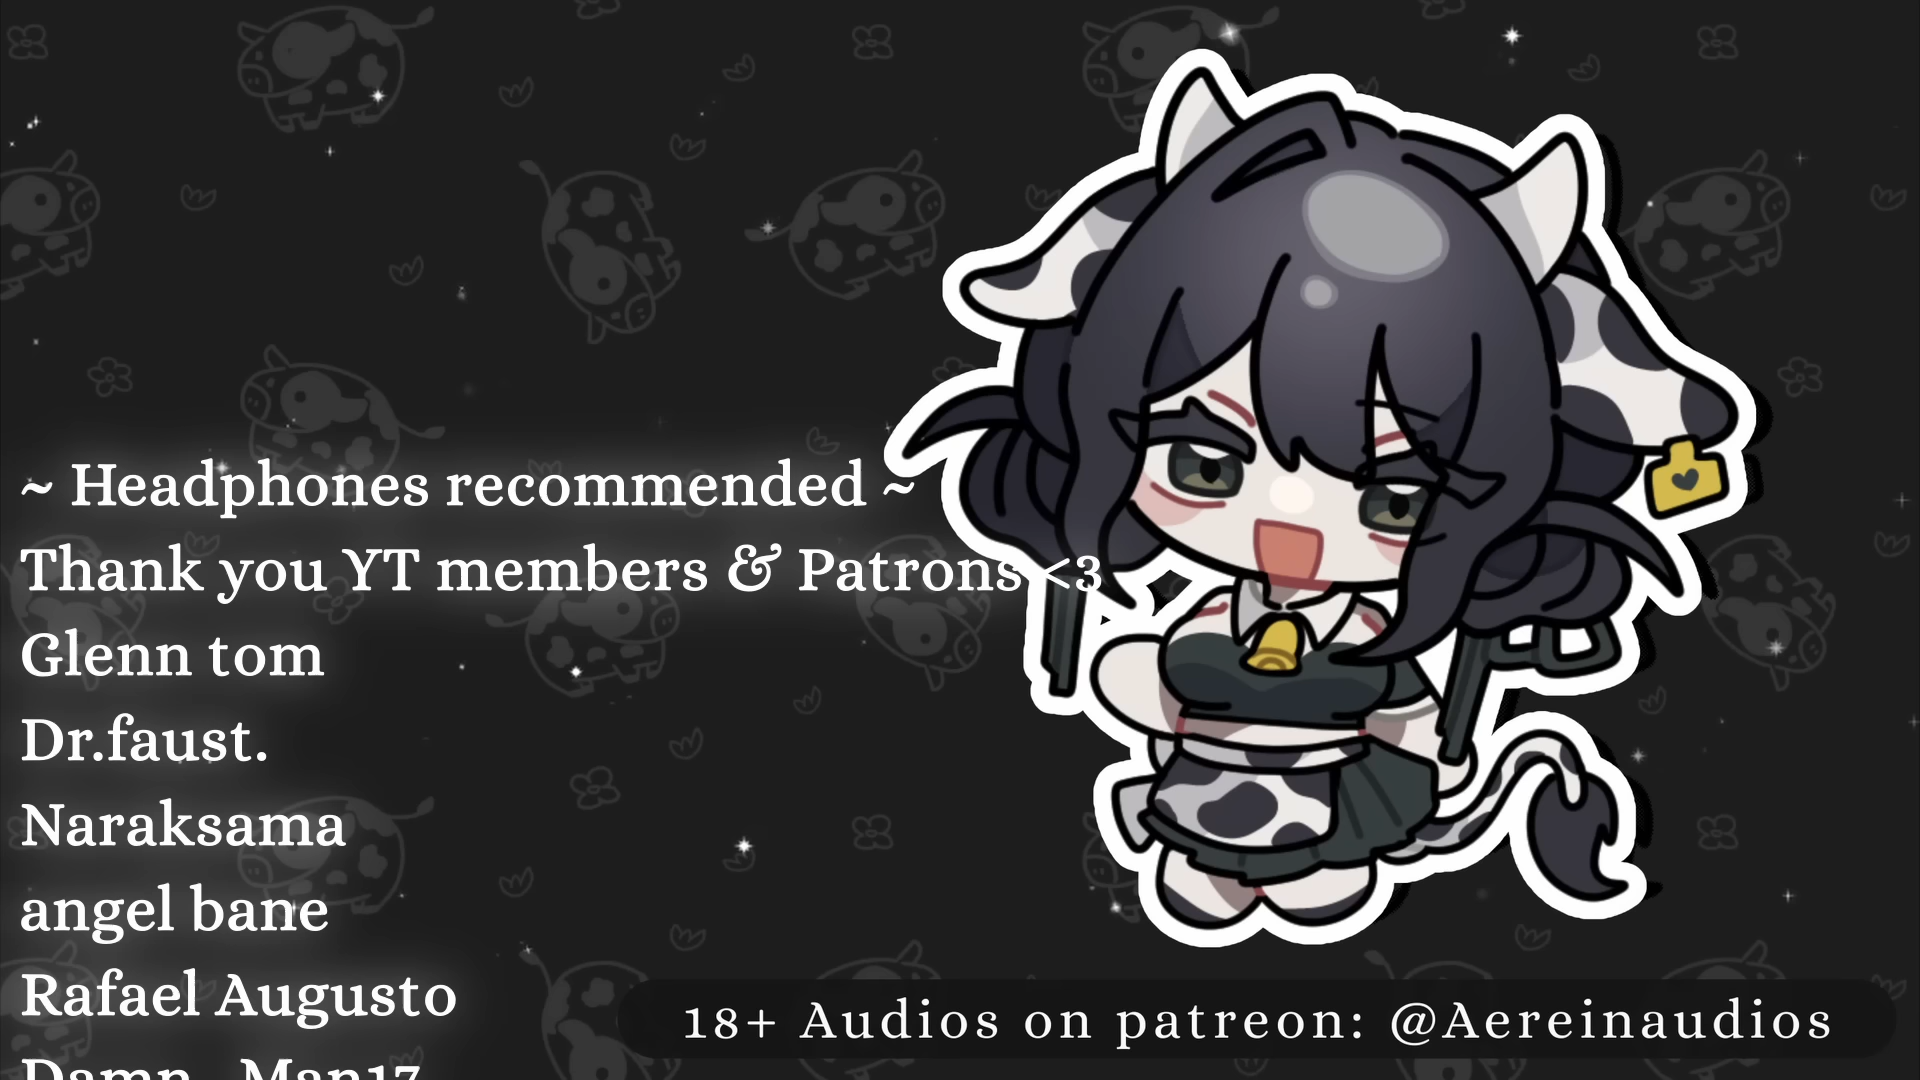 ~ Headphones recommended ~
Thank you YT members & Patrons <3
Glenn tom
Dr.faust.
Naraksama
angel bane
Rafael Augusto
18+ Audios on patreon: @Aereinaudios